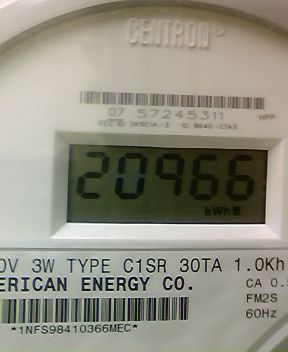 CENTRON®
07 57245311
HPP
20966
kWh
0V 3W TYPE C1SR 30TA 1.0Kh
ERICAN ENERGY CO.
CA 0.
FM2S
60Hz
*1NFS98410366MEC*